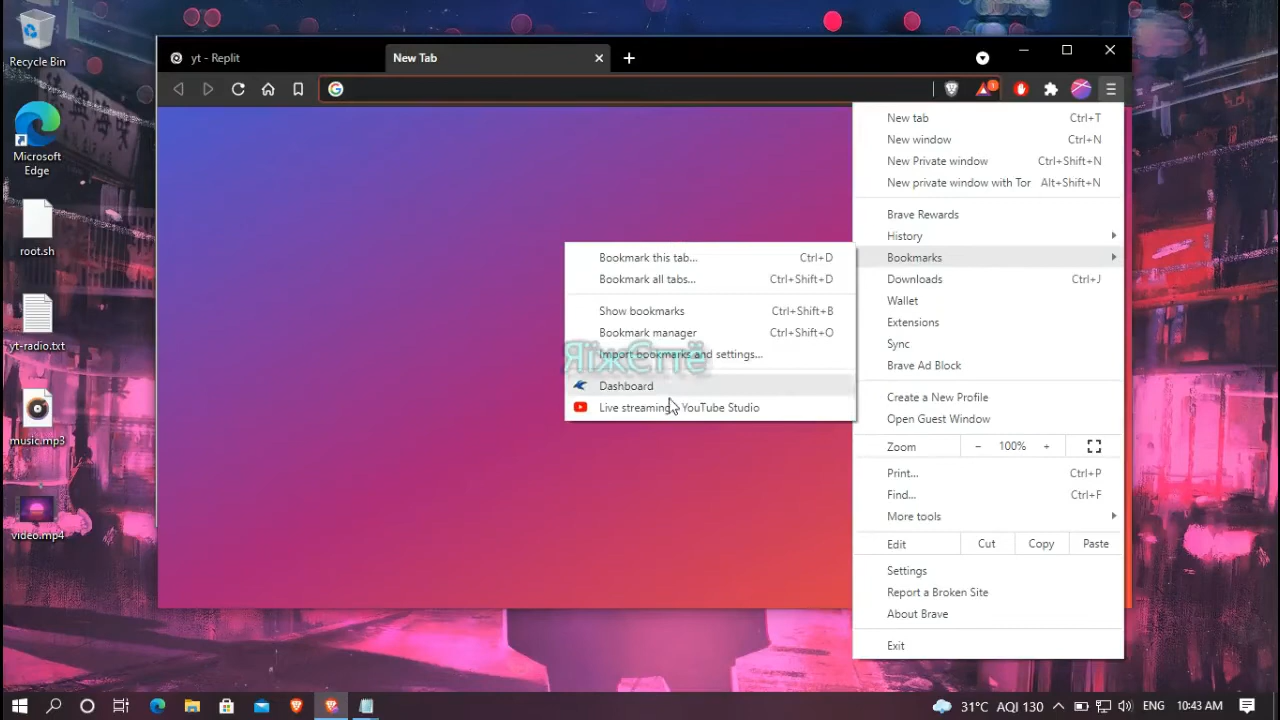 Recycle Bin
Microsoft
Edge
root.sh
yt-radio.txt
music.mp3
video.mp4
yt - Replit
New Tab
1
New tab Ctrl+T
New window Ctrl+N
New Private window Ctrl+Shift+N
New private window with Tor Alt+Shift+N
Brave Rewards
History
Bookmarks
Downloads Ctrl+J
Wallet
Extensions
Sync
Brave Ad Block
Create a New Profile
Open Guest Window
Zoom - 100% +
Print... Ctrl+P
Find... Ctrl+F
More tools
Edit Cut Copy Paste
Settings
Report a Broken Site
About Brave
Exit
Bookmark this tab... Ctrl+D
Bookmark all tabs... Ctrl+Shift+D
Show bookmarks Ctrl+Shift+B
Bookmark manager Ctrl+Shift+O
Import bookmarks and settings...
Dashboard
Live streaming YouTube Studio
31°C AQI 130 ENG 10:43 AM